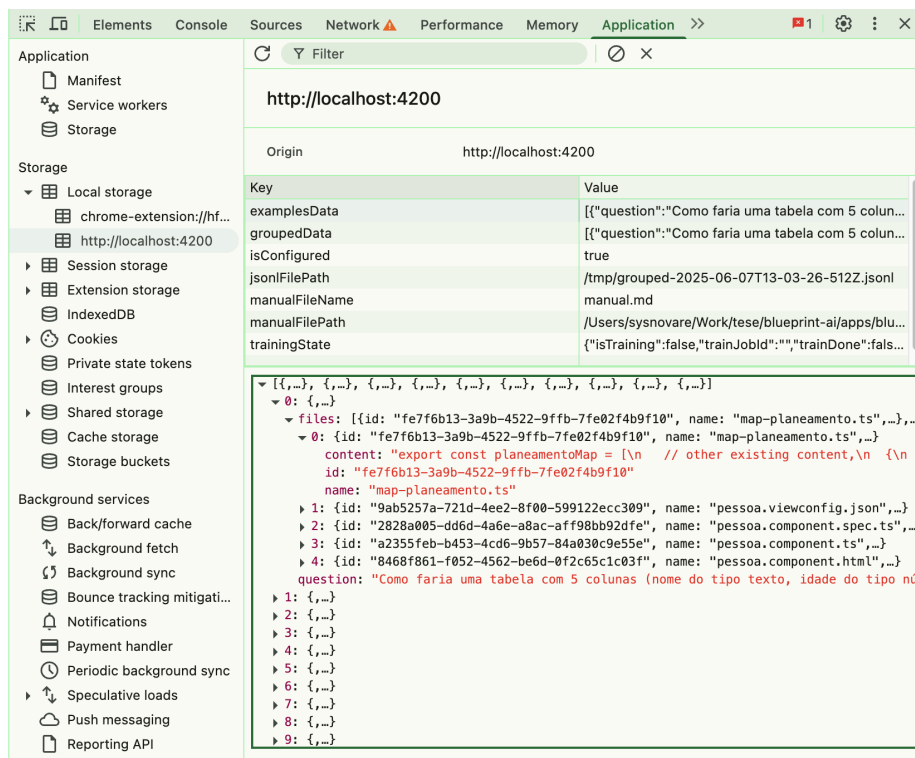 Elements Console Sources Network Performance Memory Application 1
Application
Manifest
Service workers
Storage
Storage
Local storage
chrome-extension://hf...
http://localhost:4200
Session storage
Extension storage
IndexedDB
Cookies
Private state tokens
Interest groups
Shared storage
Cache storage
Storage buckets
Background services
Back/forward cache
Background fetch
Background sync
Bounce tracking mitigati...
Notifications
Payment handler
Periodic background sync
Speculative loads
Push messaging
Reporting API
Filter
http://localhost:4200
Origin http://localhost:4200
Key Value
examplesData [{"question":"Como faria uma tabela com 5 colun...
groupedData [{"question":"Como faria uma tabela com 5 colun...
isConfigured true
jsonlFilePath /tmp/grouped-2025-06-07T13-03-26-512Z.jsonl
manualFileName manual.md
manualFilePath /Users/sysnovare/Work/tese/blueprint-ai/apps/blu...
trainingState {"isTraining":false,"trainJobId":"","trainDone":fals...
[{,…}, {,…}, {,…}, {,…}, {,…}, {,…}, {,…}, {,…}, {,…}, {,…}]
0: {,…}
files: [{id: "fe7f6b13-3a9b-4522-9ffb-7fe02f4b9f10", name: "map-planeamento.ts",…},…
0: {id: "fe7f6b13-3a9b-4522-9ffb-7fe02f4b9f10", name: "map-planeamento.ts",…}
content: "export const planeamentoMap = [\n   // other existing content,\n  {\n
id: "fe7f6b13-3a9b-4522-9ffb-7fe02f4b9f10"
name: "map-planeamento.ts"
1: {id: "9ab5257a-721d-4ee2-8f00-599122ecc309", name: "pessoa.viewconfig.json",…}
2: {id: "2828a005-dd6d-4a6e-a8ac-aff98bb92dfe", name: "pessoa.component.spec.ts",…
3: {id: "a2355feb-b453-4cd6-9b57-84a030c9e55e", name: "pessoa.component.ts",…}
4: {id: "8468f861-f052-4562-be6d-0f2c65c1c03f", name: "pessoa.component.html",…}
question: "Como faria uma tabela com 5 colunas (nome do tipo texto, idade do tipo nú
1: {,…}
2: {,…}
3: {,…}
4: {,…}
5: {,…}
6: {,…}
7: {,…}
8: {,…}
9: {,…}